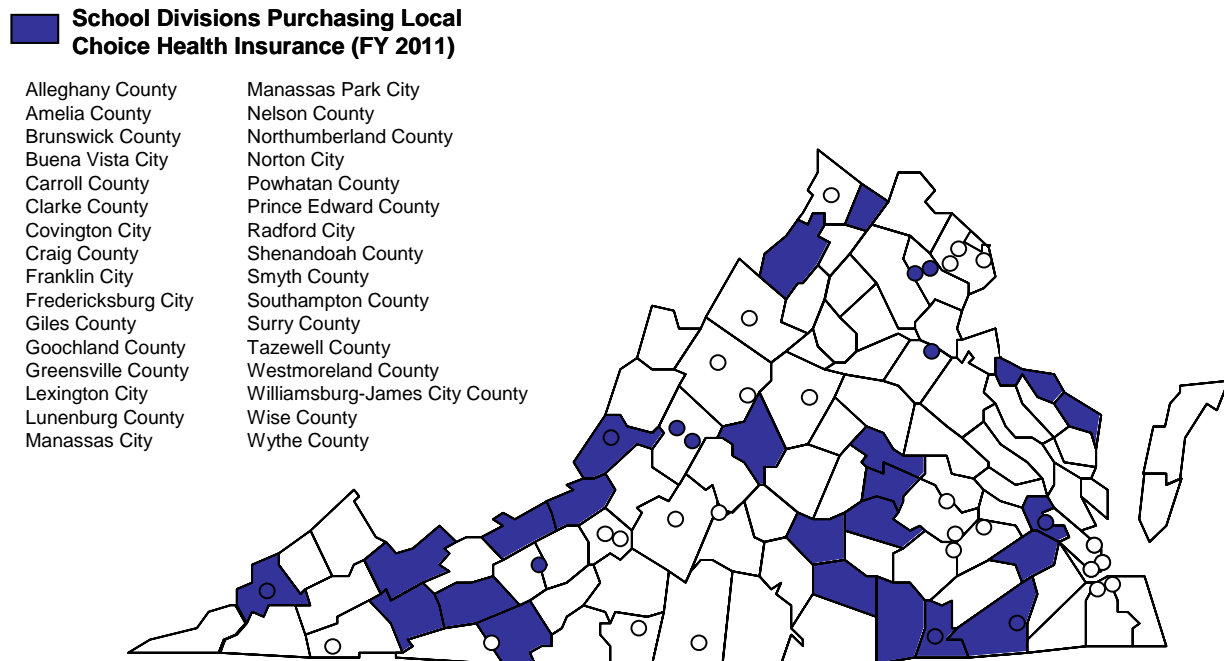 School Divisions Purchasing Local
Choice Health Insurance (FY 2011)
Alleghany County
Amelia County
Brunswick County
Buena Vista City
Carroll County
Clarke County
Covington City
Craig County
Franklin City
Fredericksburg City
Giles County
Goochland County
Greensville County
Lexington City
Lunenburg County
Manassas City
Manassas Park City
Nelson County
Northumberland County
Norton City
Powhatan County
Prince Edward County
Radford City
Shenandoah County
Smyth County
Southampton County
Surry County
Tazewell County
Westmoreland County
Williamsburg-James City County
Wise County
Wythe County